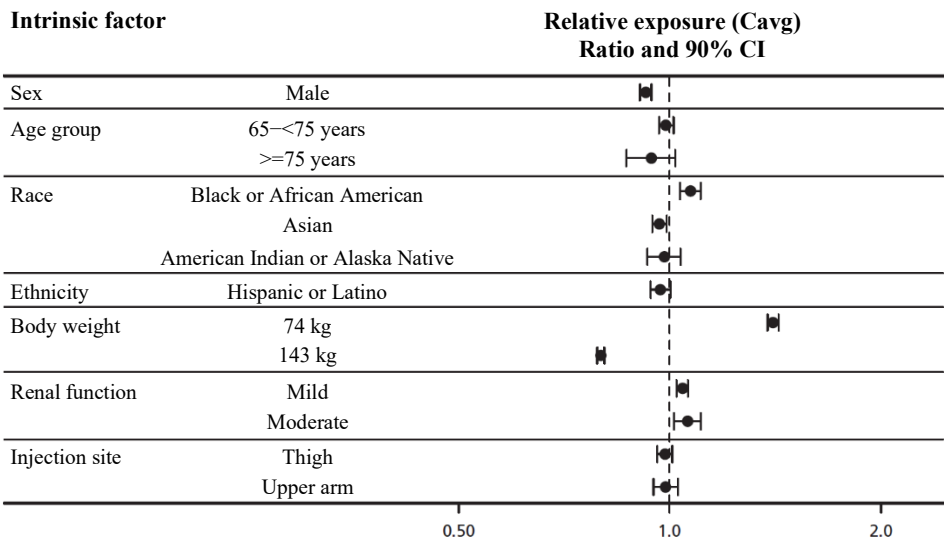 Intrinsic factor
Relative exposure (Cavg)
Ratio and 90% CI
Sex Male
Age group 65−<75 years
>=75 years
Race Black or African American
Asian
American Indian or Alaska Native
Ethnicity Hispanic or Latino
Body weight 74 kg
143 kg
Renal function Mild
Moderate
Injection site Thigh
Upper arm
0.50 1.0 2.0